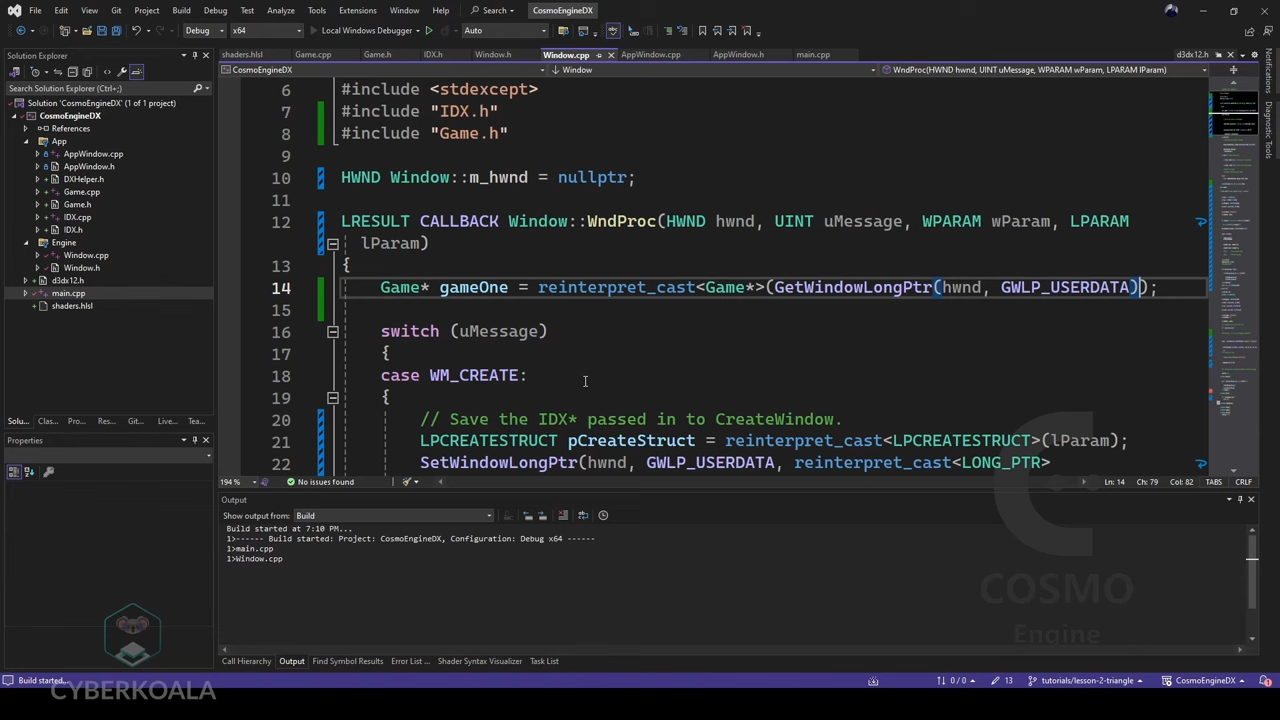 File Edit View Git Project Build Debug Test Analyze Tools Extensions Window Help Search CosmoEngineDX
Debug x64 Local Windows Debugger Auto
Solution Explorer
shaders.hlsl Game.cpp Game.h IDX.h Window.h Window.cpp AppWindow.cpp AppWindow.h main.cpp d3dx12.h
CosmoEngineDX Window WndProc(HWND hwnd, UINT uMessage, WPARAM wParam, LPARAM lParam)
Search Solution Explorer (Ctrl+;)
Solution 'CosmoEngineDX' (1 of 1 project)
CosmoEngineDX
References
App
AppWindow.cpp
AppWindow.h
DXHelper.h
Game.cpp
Game.h
IDX.cpp
IDX.h
Engine
Window.cpp
Window.h
d3dx12.h
main.cpp
shaders.hlsl
Solu... Class... Pro... Res... Git... Live... Tea...
Properties
6 #include <stdexcept>
7 #include "IDX.h"
8 #include "Game.h"
9
10 HWND Window::m_hwnd = nullptr;
11
12 LRESULT CALLBACK Window::WndProc(HWND hwnd, UINT uMessage, WPARAM wParam, LPARAM
lParam)
13 {
14 Game* gameOne = reinterpret_cast<Game*>(GetWindowLongPtr(hwnd, GWLP_USERDATA));
15
16 switch (uMessage)
17 {
18 case WM_CREATE:
19 {
20 // Save the IDX* passed in to CreateWindow.
21 LPCREATESTRUCT pCreateStruct = reinterpret_cast<LPCREATESTRUCT>(lParam);
22 SetWindowLongPtr(hwnd, GWLP_USERDATA, reinterpret_cast<LONG_PTR>
194 % No issues found Ln: 14 Ch: 79 Col: 82 TABS CRLF
Output
Show output from: Build
Build started at 7:10 PM...
1>------ Build started: Project: CosmoEngineDX, Configuration: Debug x64 ------
1>main.cpp
1>Window.cpp
Call Hierarchy Output Find Symbol Results Error List ... Shader Syntax Visualizer Task List
Build started... 0 / 0 13 tutorials/lesson-2-triangle CosmoEngineDX
Notifications
Diagnostic Tools
COSMO
Engine
CYBERKOALA